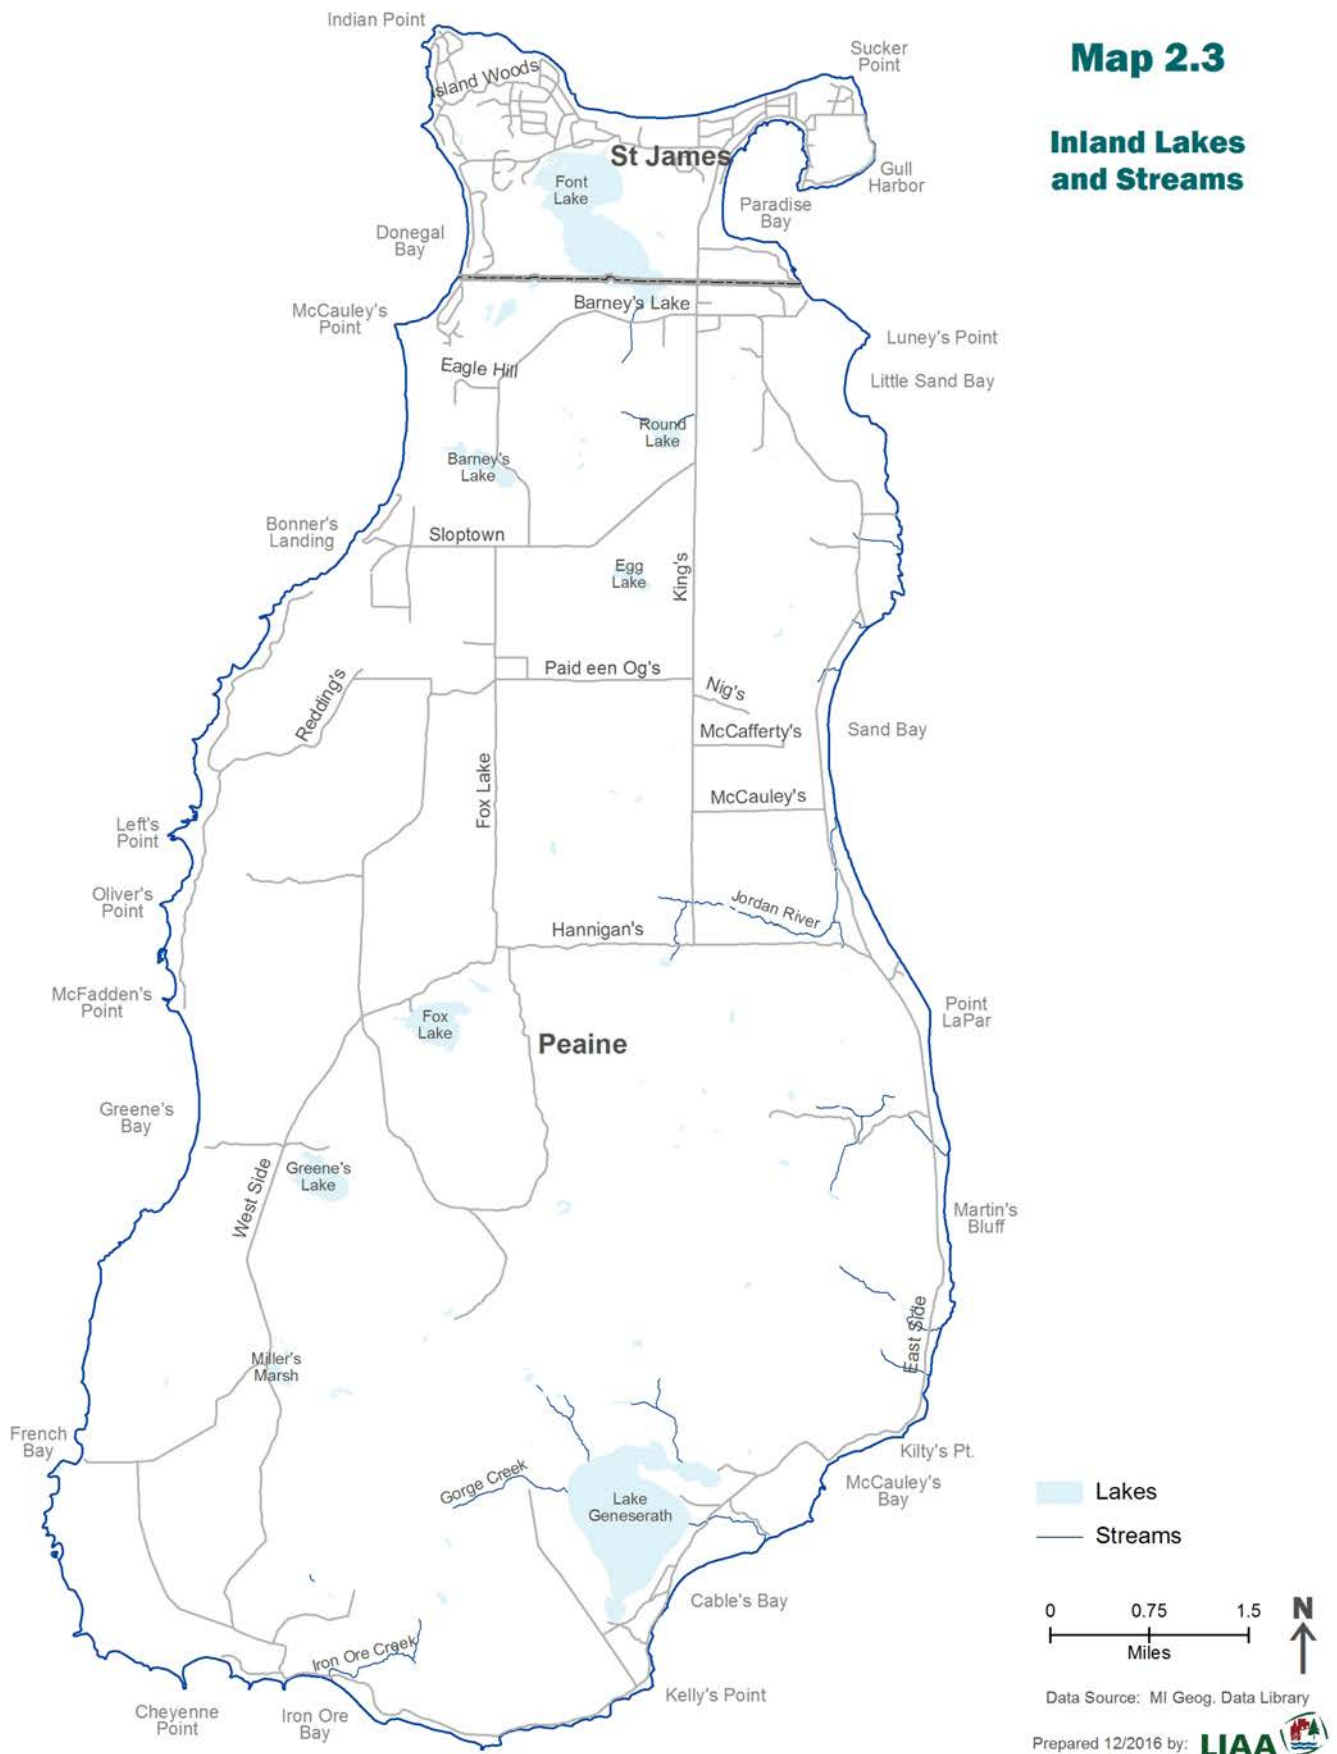 Map 2.3
Inland Lakes
and Streams
Indian Point
Sucker
Point
Island Woods
St James
Gull
Harbor
Font
Lake
Paradise
Bay
Donegal
Bay
McCauley's
Point
Barney's Lake
Luney's Point
Little Sand Bay
Eagle Hill
Round
Lake
Barney's
Lake
Bonner's
Landing
Sloptown
Egg
Lake
King's
Paid een Og's
Nig's
Redding's
McCafferty's
Sand Bay
Fox Lake
McCauley's
Left's
Point
Oliver's
Point
Jordan River
Hannigan's
McFadden's
Point
Point
LaPar
Fox
Lake
Peaine
Greene's
Bay
Greene's
Lake
West Side
Martin's
Bluff
East Side
Miller's
Marsh
French
Bay
Kilty's Pt.
McCauley's
Bay
Gorge Creek
Lake
Geneserath
Lakes
Streams
Cable's Bay
0 0.75 1.5
Miles
N
Iron Ore Creek
Kelly's Point
Cheyenne
Point
Iron Ore
Bay
Data Source: MI Geog. Data Library
Prepared 12/2016 by: LIAA